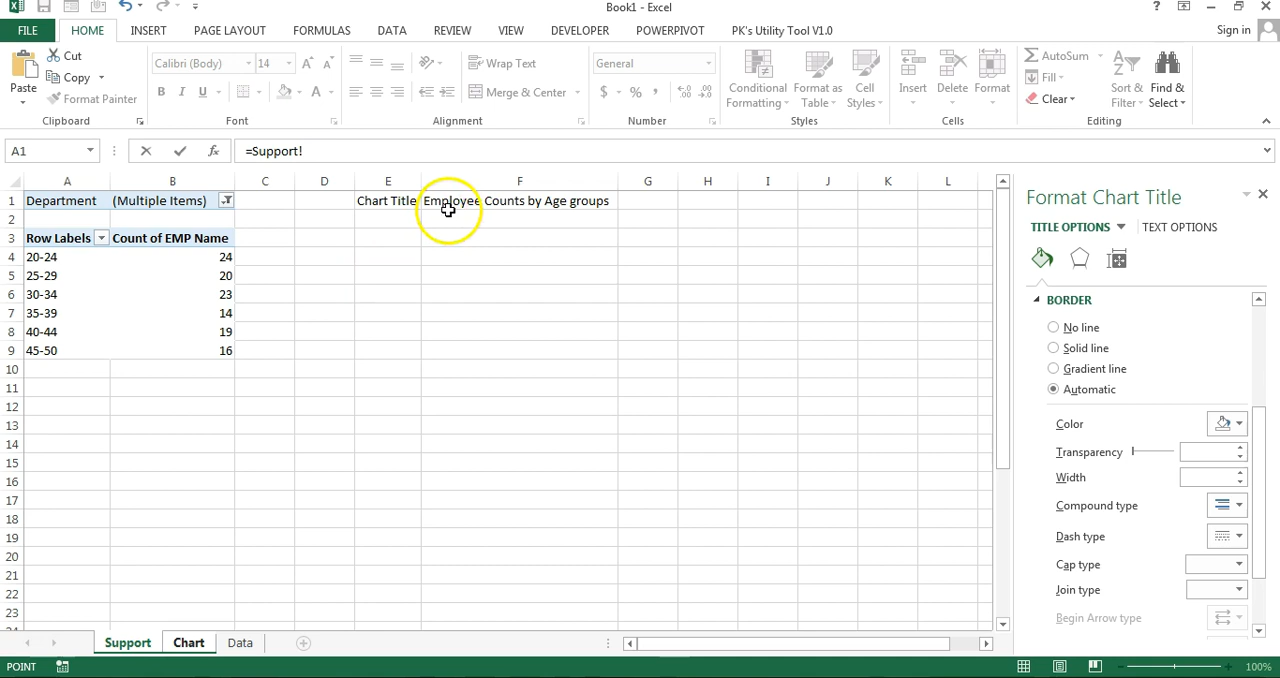 Book1 - Excel
?
FILE HOME INSERT PAGE LAYOUT FORMULAS DATA REVIEW VIEW DEVELOPER POWERPIVOT PK's Utility Tool V1.0 Sign in
Paste Cut Copy Format Painter
Calibri (Body) 14 A A
B I U A
Wrap Text
Merge & Center
General
$ % ,
Conditional Formatting
Format as Table
Cell Styles
Insert Delete Format
AutoSum
Fill
Clear
Sort & Filter
Find & Select
Clipboard Font Alignment Number Styles Cells Editing
A1 fx =Support!
A B C D E F G H I J K L
1 Department (Multiple Items) Chart Title Employee Counts by Age groups
2
3 Row Labels Count of EMP Name
4 20-24 24
5 25-29 20
6 30-34 23
7 35-39 14
8 40-44 19
9 45-50 16
10
11
12
13
14
15
16
17
18
19
20
21
22
23
Format Chart Title
TITLE OPTIONS TEXT OPTIONS
BORDER
No line
Solid line
Gradient line
Automatic
Color
Transparency
Width
Compound type
Dash type
Cap type
Join type
Begin Arrow type
Support Chart Data
POINT 100%